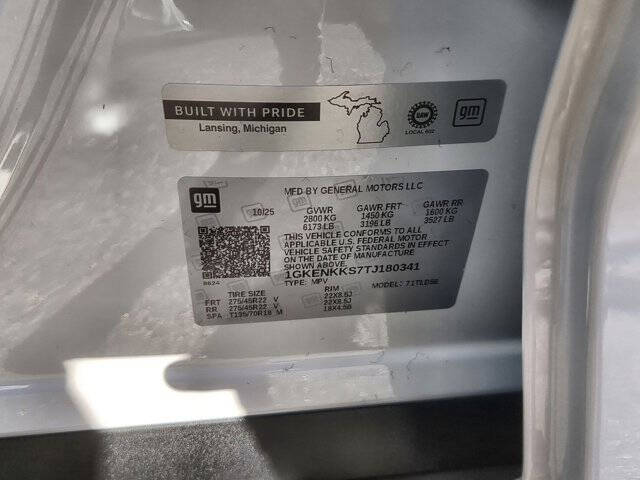 BUILT WITH PRIDE
Lansing, Michigan
UAW
LOCAL 602
gm
gm
MFD BY GENERAL MOTORS LLC
10/25 GVWR GAWR FRT GAWR RR
2800 KG 1450 KG 1600 KG
6173 LB 3196 LB 3527 LB
THIS VEHICLE CONFORMS TO ALL
APPLICABLE U.S. FEDERAL MOTOR
VEHICLE SAFETY STANDARDS IN EFFECT
ON THE DATE OF MANUFACTURE
1GKENKKS7TJ180341
8624
TYPE: MPV MODEL:
TIRE SIZE RIM
FRT 275/45R22 V 22X8.5J
RR 275/45R22 V 22X8.5J
SPA T135/70R18 M 18X4.5B